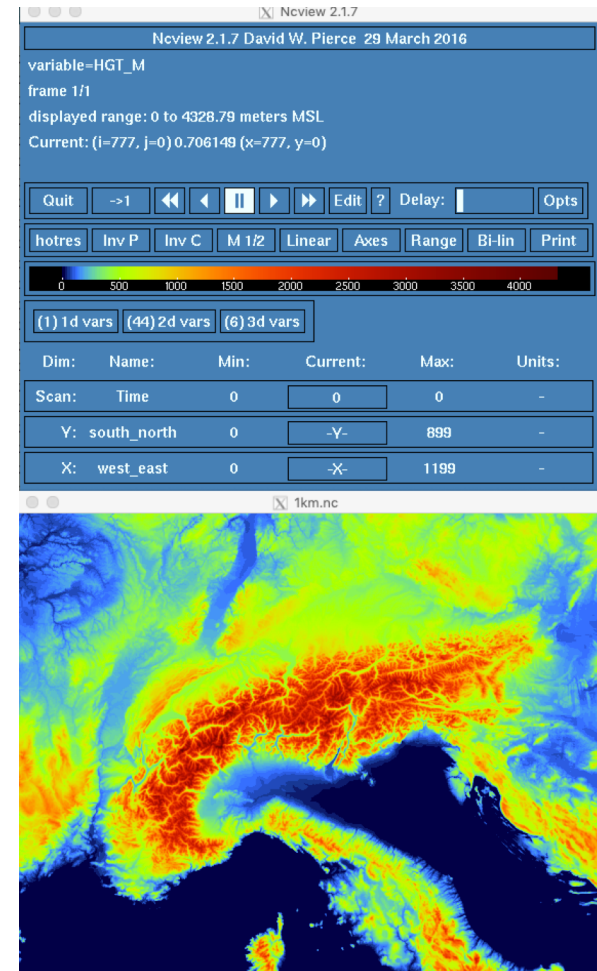 Ncview 2.1.7
Ncview 2.1.7 David W. Pierce 29 March 2016
variable=HGT_M
frame 1/1
displayed range: 0 to 4328.79 meters MSL
Current: (i=777, j=0) 0.706149 (x=777, y=0)
Quit ->1 Edit ? Delay: Opts
hotres Inv P Inv C M 1/2 Linear Axes Range Bi-lin Print
0 500 1000 1500 2000 2500 3000 3500 4000
(1) 1d vars (44) 2d vars (6) 3d vars
Dim: Name: Min: Current: Max: Units:
Scan: Time 0 0 0 -
Y: south_north 0 -Y- 899 -
X: west_east 0 -X- 1199 -
1km.nc